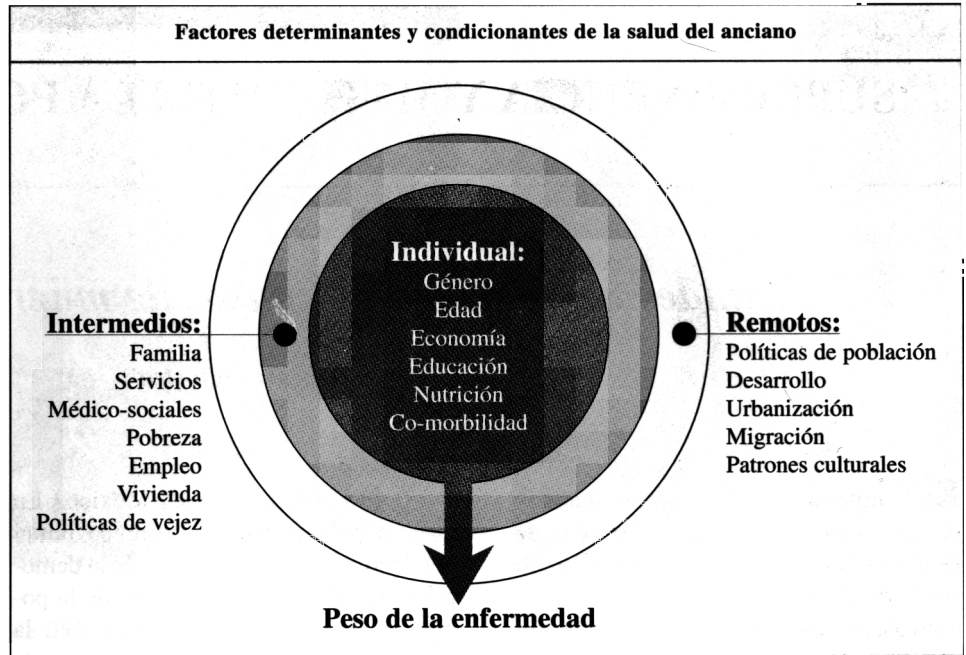 Factores determinantes y condicionantes de la salud del anciano
Individual:
Género
Edad
Economía
Educación
Nutrición
Co-morbilidad
Intermedios:
Familia
Servicios
Médico-sociales
Pobreza
Empleo
Vivienda
Políticas de vejez
Remotos:
Políticas de población
Desarrollo
Urbanización
Migración
Patrones culturales
Peso de la enfermedad